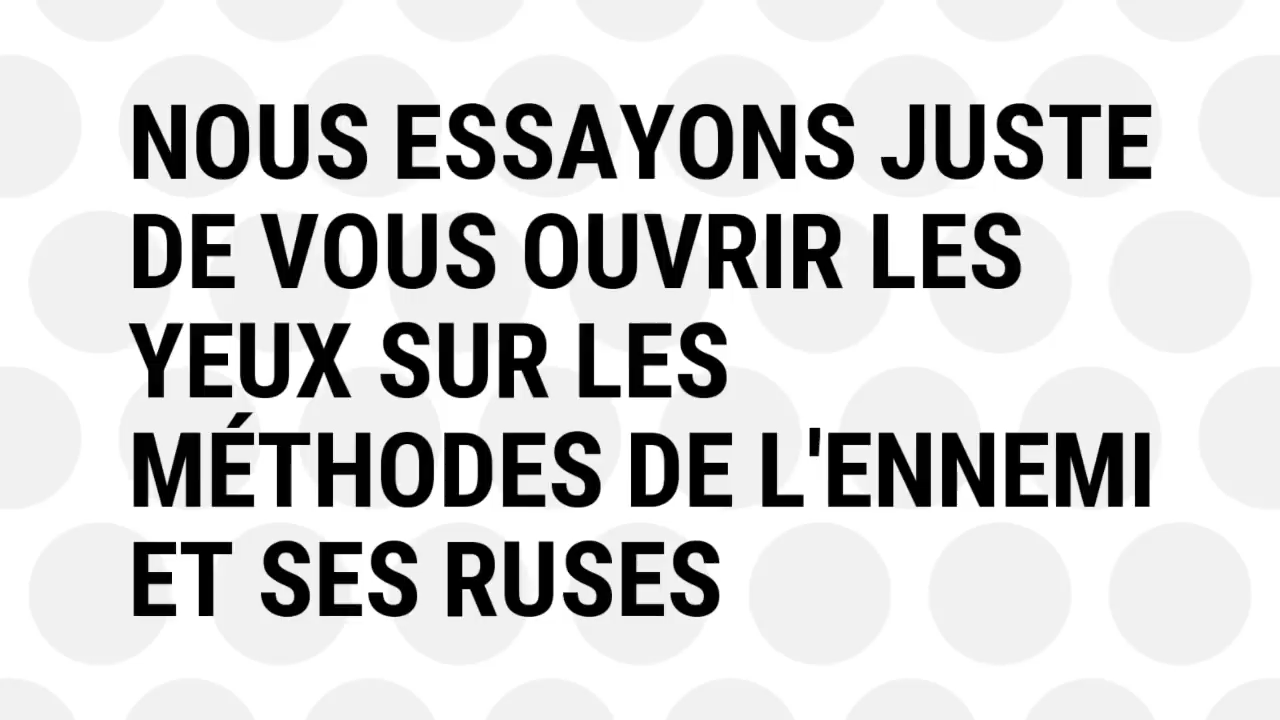 NOUS ESSAYONS JUSTE
DE VOUS OUVRIR LES
YEUX SUR LES
MÉTHODES DE L'ENNEMI
ET SES RUSES